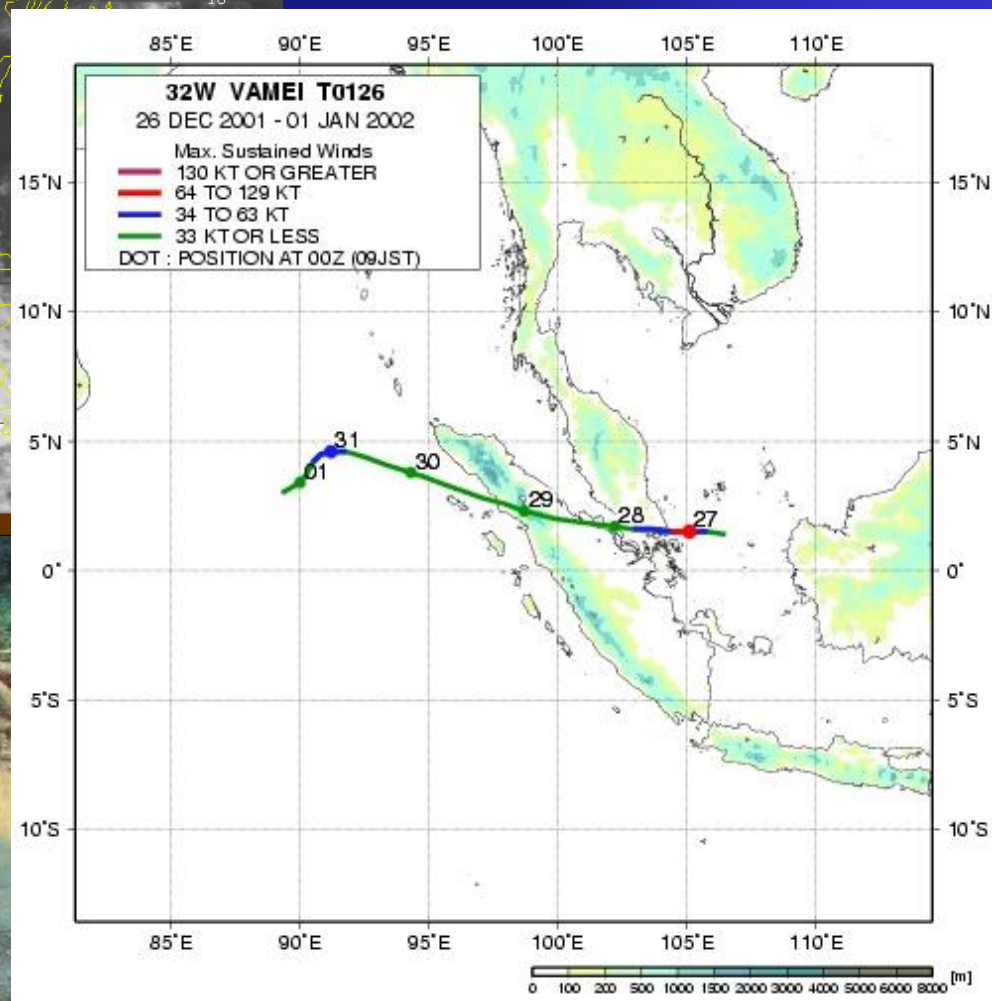 85°E 90°E 95°E 100°E 105°E 110°E
32W VAMEI T0126
26 DEC 2001 - 01 JAN 2002
Max. Sustained Winds
130 KT OR GREATER
64 TO 129 KT
34 TO 63 KT
33 KT OR LESS
DOT : POSITION AT 00Z (09JST)
15°N 15°N
10°N 10°N
5°N 5°N
31
30
01
29
28
27
0° 0°
5°S 5°S
10°S 10°S
85°E 90°E 95°E 100°E 105°E 110°E
[m]
0 100 200 500 1000 1500 2000 3000 4000 5000 6000 8000